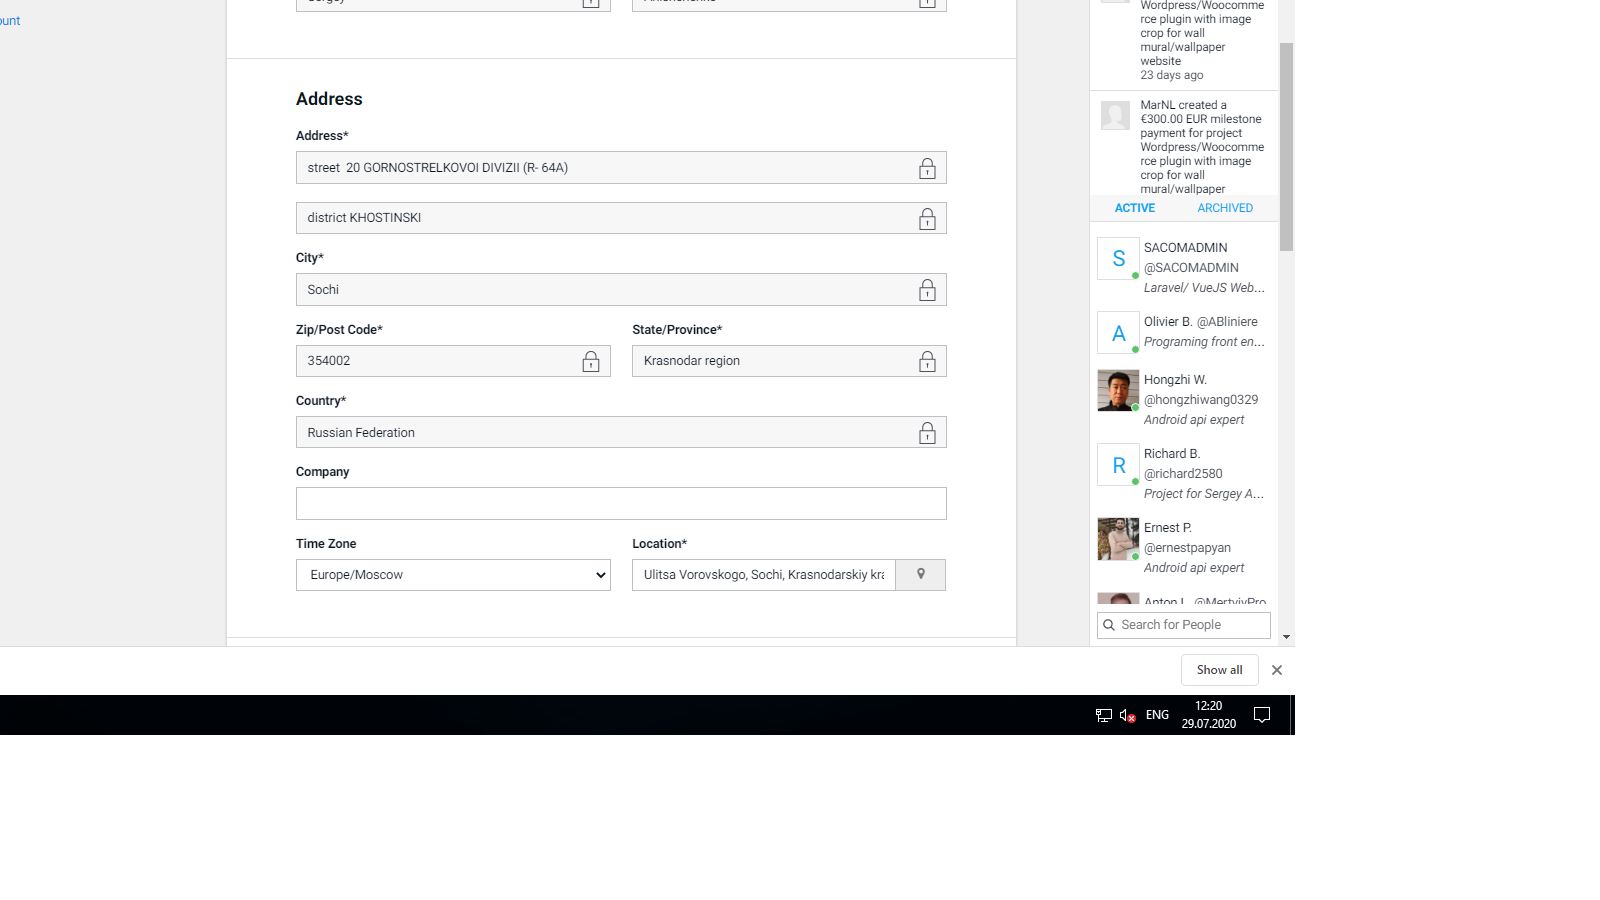 ount
Address
Address*
street 20 GORNOSTRELKOVOI DIVIZII (R- 64A)
district KHOSTINSKI
City*
Sochi
Zip/Post Code*
State/Province*
354002
Krasnodar region
Country*
Russian Federation
Company
Time Zone
Location*
Europe/Moscow
Ulitsa Vorovskogo, Sochi, Krasnodarskiy kra
Wordpress/Woocomme
rce plugin with image
crop for wall
mural/wallpaper
website
23 days ago
MarNL created a
€300.00 EUR milestone
payment for project
Wordpress/Woocomme
rce plugin with image
crop for wall
mural/wallpaper
ACTIVE
ARCHIVED
S
SACOMADMIN
@SACOMADMIN
Laravel/ VueJS Web...
A
Olivier B. @ABliniere
Programing front en...
Hongzhi W.
@hongzhiwang0329
Android api expert
R
Richard B.
@richard2580
Project for Sergey A...
Ernest P.
@ernestpapyan
Android api expert
Search for People
Show all
ENG
12:20
29.07.2020